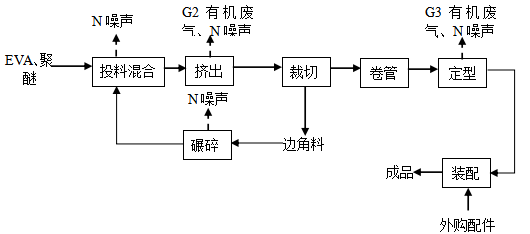 N噪声
G2 有机废
气、N噪声
G3 有机废
气、N噪声
EVA、聚
醚
投料混合
挤出
裁切
卷管
定型
N噪声
碾碎
边角料
成品
装配
外购配件